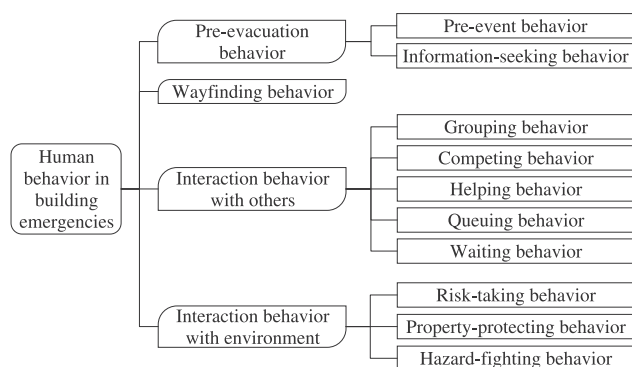 Human
behavior in
building
emergencies
Pre-evacuation
behavior
Pre-event behavior
Information-seeking behavior
Wayfinding behavior
Interaction behavior
with others
Grouping behavior
Competing behavior
Helping behavior
Queuing behavior
Waiting behavior
Interaction behavior
with environment
Risk-taking behavior
Property-protecting behavior
Hazard-fighting behavior